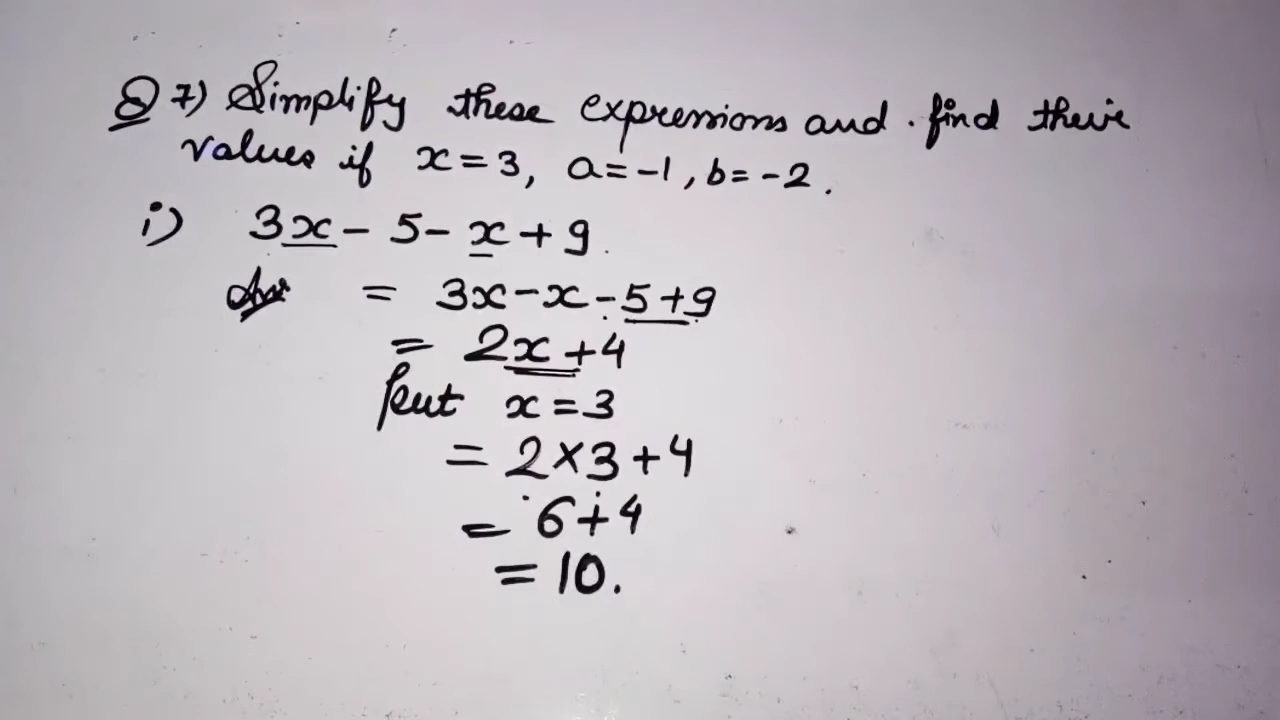 Q 7) Simplify these expressions and find their
values if x = 3, a = -1, b = -2.
i) 3x - 5 - x + 9.
Ans = 3x - x - 5 + 9
= 2x + 4
Put x = 3
= 2 × 3 + 4
= 6 + 4
= 10.